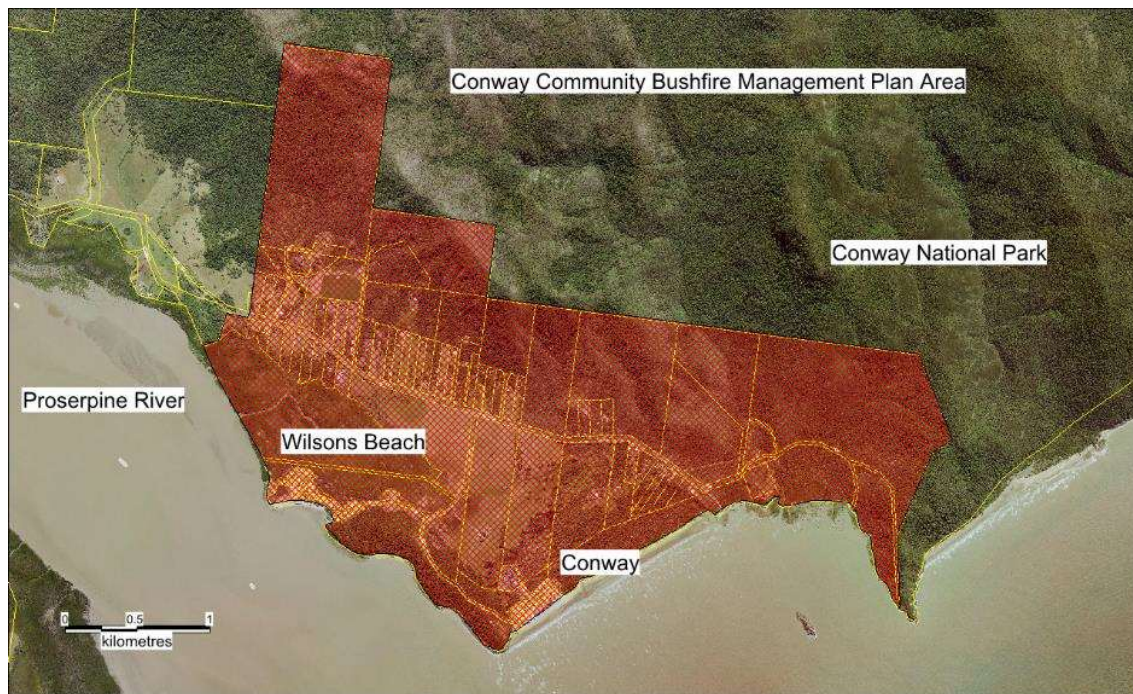 Conway Community Bushfire Management Plan Area
Conway National Park
Proserpine River
Wilsons Beach
Conway
0 0.5 1
kilometres